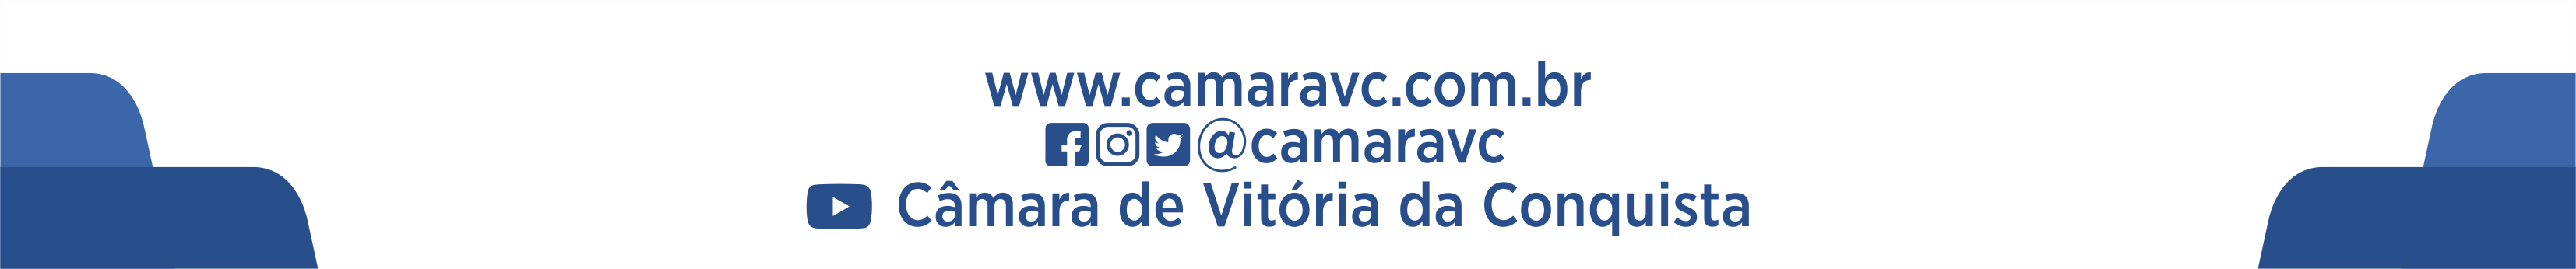 www.camaravc.com.br
@camaravc
Câmara de Vitória da Conquista